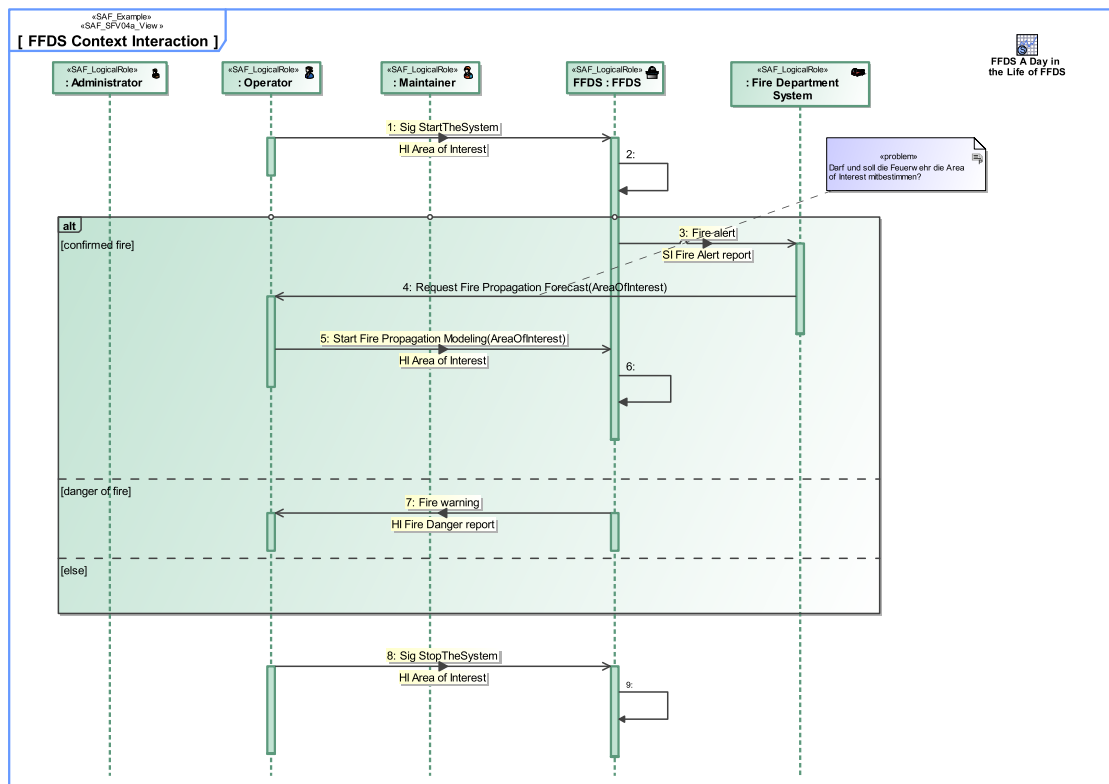 «SAF_Example»
«SAF_SFV04a_View»
[ FFDS Context Interaction ]
FFDS A Day in
the Life of FFDS
«SAF_LogicalRole»
: Administrator
«SAF_LogicalRole»
: Operator
«SAF_LogicalRole»
: Maintainer
«SAF_LogicalRole»
FFDS : FFDS
«SAF_LogicalRole»
: Fire Department
System
1: Sig StartTheSystem
HI Area of Interest
2:
«problem»
Darf und soll die Feuerwehr die Area
of Interest mitbestimmen?
alt
[confirmed fire]
3: Fire alert
SI Fire Alert report
4: Request Fire Propagation Forecast(AreaOfInterest)
5: Start Fire Propagation Modeling(AreaOfInterest)
HI Area of Interest
6:
[danger of fire]
7: Fire warning
HI Fire Danger report
[else]
8: Sig StopTheSystem
HI Area of Interest
9: